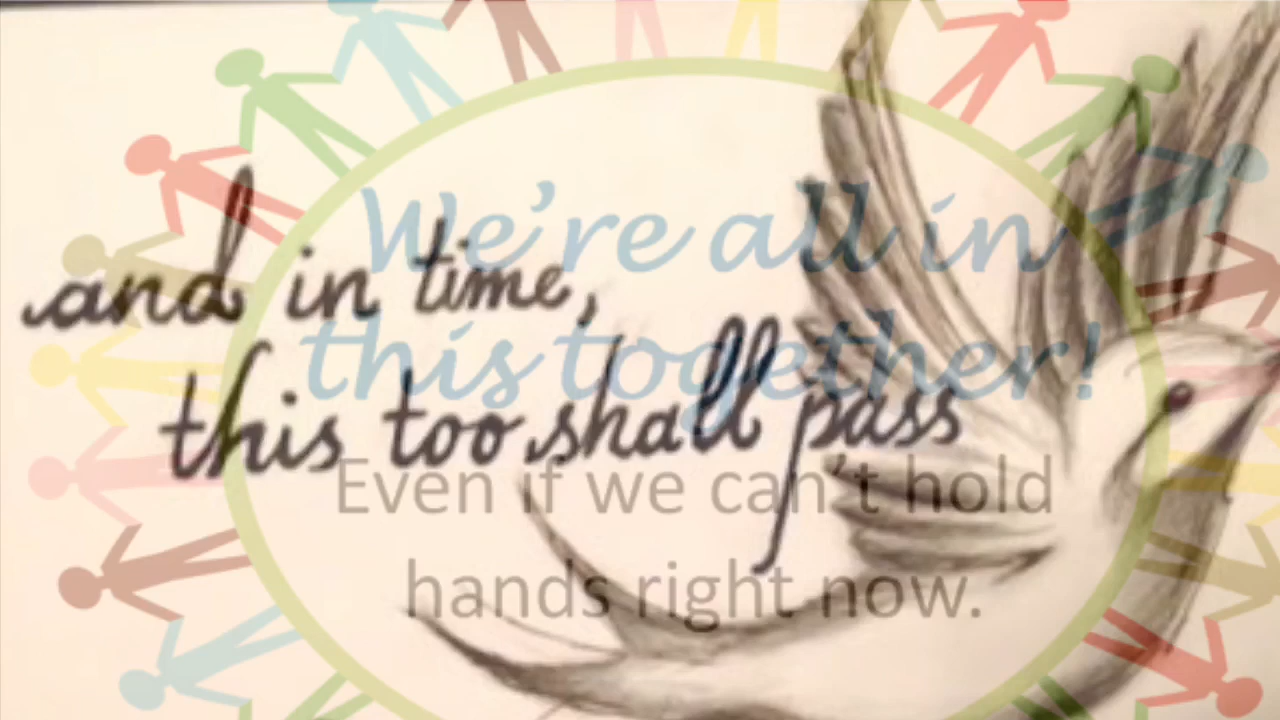 We're all in
this together!
Even if we can't hold
hands right now.
and in time,
this too shall pass